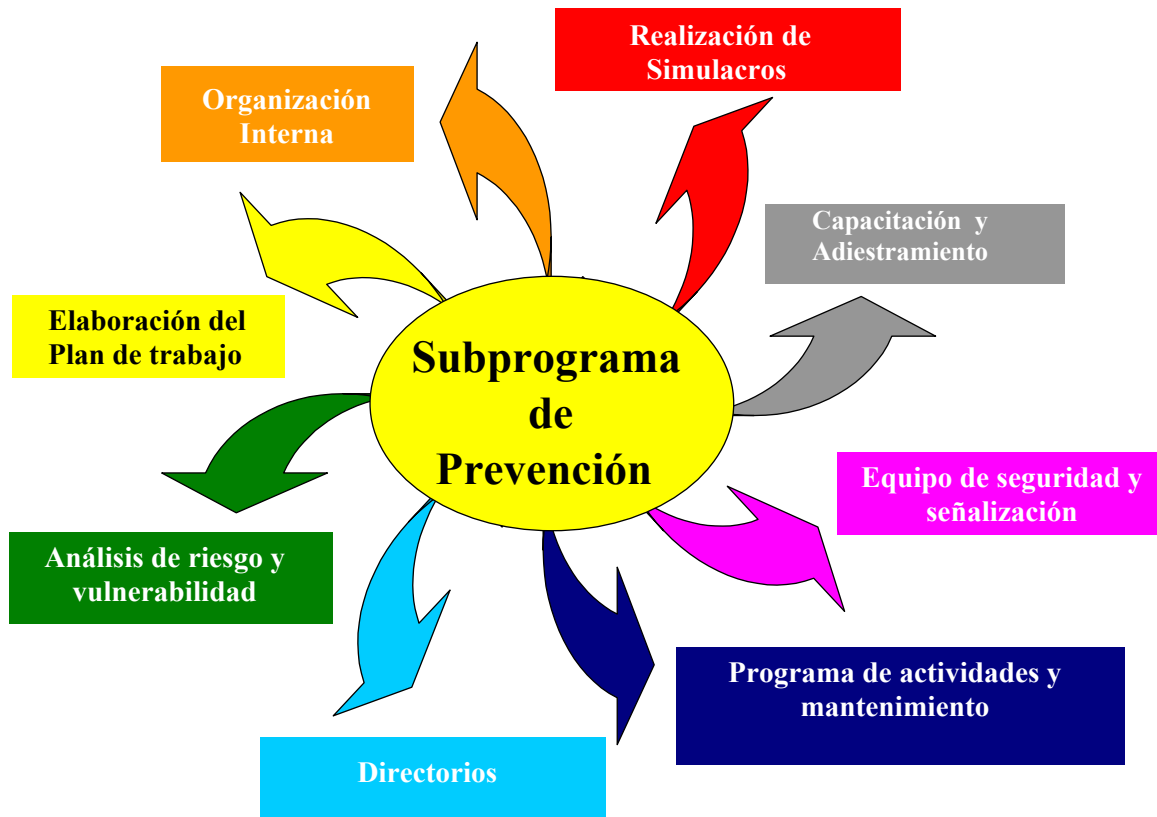 Realización de
Simulacros
Organización
Interna
Capacitación y
Adiestramiento
Elaboración del
Plan de trabajo
Subprograma
de
Prevención
Equipo de seguridad y
señalización
Análisis de riesgo y
vulnerabilidad
Programa de actividades y
mantenimiento
Directorios